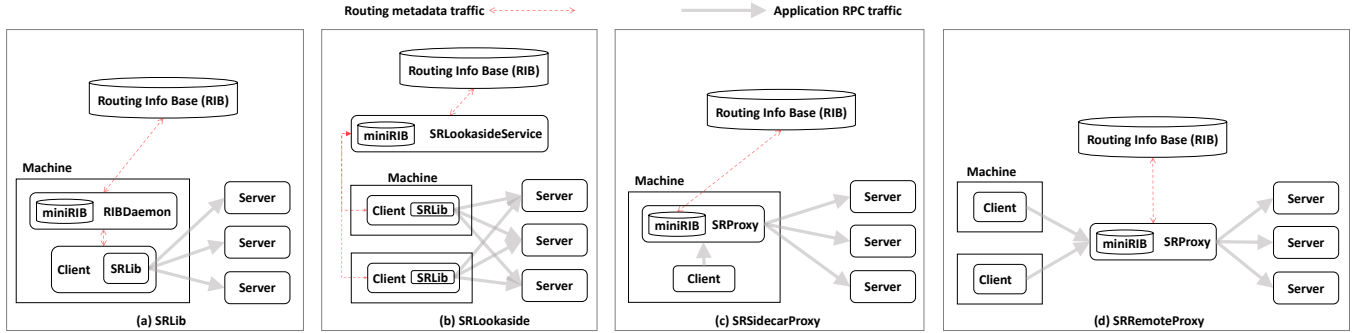 Routing metadata traffic
Application RPC traffic
Routing Info Base (RIB)
Machine
miniRIB
RIBDaemon
Client
SRLib
Server
Server
Server
(a) SRLib
Routing Info Base (RIB)
miniRIB
SRLookasideService
Machine
Client
SRLib
Client
SRLib
Server
Server
Server
(b) SRLookaside
Routing Info Base (RIB)
Machine
miniRIB
SRProxy
Client
Server
Server
Server
(c) SRSidecarProxy
Routing Info Base (RIB)
Machine
Client
Client
miniRIB
SRProxy
Server
Server
Server
(d) SRRemoteProxy